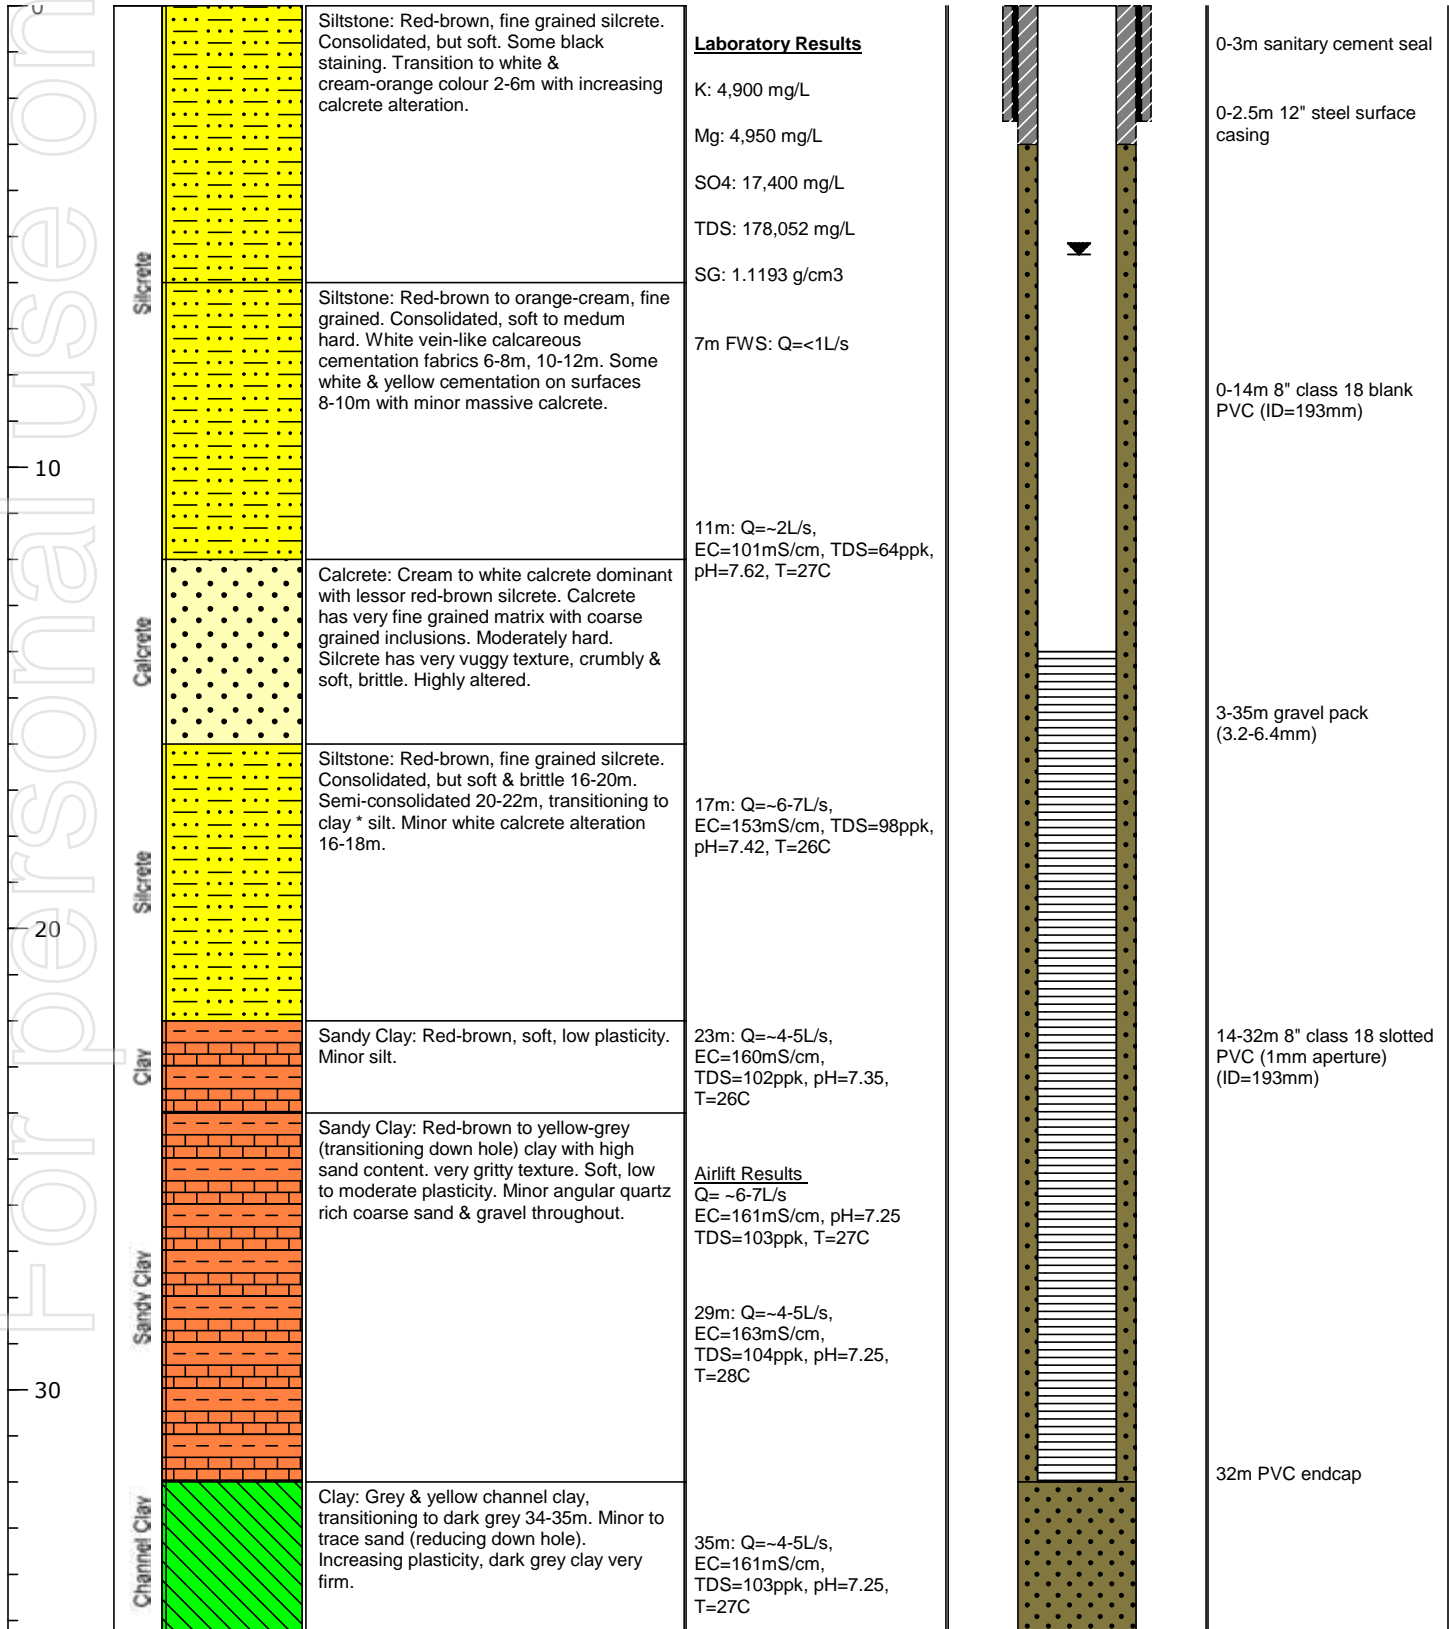 For personal use on
0
10
20
30
Silcrete
Calcrete
Silcrete
Clay
Sandy Clay
Channel Clay
Siltstone: Red-brown, fine grained silcrete.
Consolidated, but soft. Some black
staining. Transition to white &
cream-orange colour 2-6m with increasing
calcrete alteration.
Siltstone: Red-brown to orange-cream, fine
grained. Consolidated, soft to medum
hard. White vein-like calcareous
cementation fabrics 6-8m, 10-12m. Some
white & yellow cementation on surfaces
8-10m with minor massive calcrete.
Calcrete: Cream to white calcrete dominant
with lessor red-brown silcrete. Calcrete
has very fine grained matrix with coarse
grained inclusions. Moderately hard.
Silcrete has very vuggy texture, crumbly &
soft, brittle. Highly altered.
Siltstone: Red-brown, fine grained silcrete.
Consolidated, but soft & brittle 16-20m.
Semi-consolidated 20-22m, transitioning to
clay * silt. Minor white calcrete alteration
16-18m.
Sandy Clay: Red-brown, soft, low plasticity.
Minor silt.
Sandy Clay: Red-brown to yellow-grey
(transitioning down hole) clay with high
sand content. very gritty texture. Soft, low
to moderate plasticity. Minor angular quartz
rich coarse sand & gravel throughout.
Clay: Grey & yellow channel clay,
transitioning to dark grey 34-35m. Minor to
trace sand (reducing down hole).
Increasing plasticity, dark grey clay very
firm.
Laboratory Results
K: 4,900 mg/L
Mg: 4,950 mg/L
SO4: 17,400 mg/L
TDS: 178,052 mg/L
SG: 1.1193 g/cm3
7m FWS: Q=<1L/s
11m: Q=~2L/s,
EC=101mS/cm, TDS=64ppk,
pH=7.62, T=27C
17m: Q=~6-7L/s,
EC=153mS/cm, TDS=98ppk,
pH=7.42, T=26C
23m: Q=~4-5L/s,
EC=160mS/cm,
TDS=102ppk, pH=7.35,
T=26C
Airlift Results
Q= ~6-7L/s
EC=161mS/cm, pH=7.25
TDS=103ppk, T=27C
29m: Q=~4-5L/s,
EC=163mS/cm,
TDS=104ppk, pH=7.25,
T=28C
35m: Q=~4-5L/s,
EC=161mS/cm,
TDS=103ppk, pH=7.25,
T=27C
0-3m sanitary cement seal
0-2.5m 12" steel surface
casing
0-14m 8" class 18 blank
PVC (ID=193mm)
3-35m gravel pack
(3.2-6.4mm)
14-32m 8" class 18 slotted
PVC (1mm aperture)
(ID=193mm)
32m PVC endcap